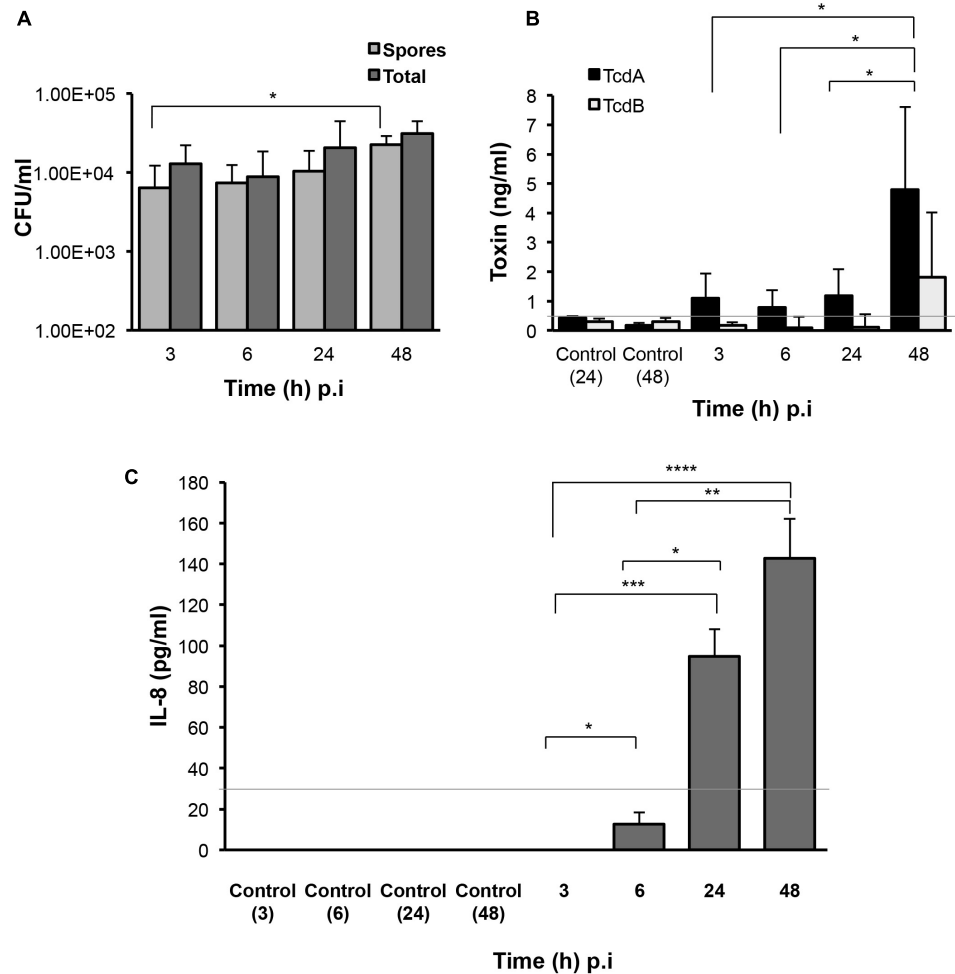 A
Spores
Total
1.00E+05
1.00E+04
1.00E+03
1.00E+02
CFU/ml
*
3 6 24 48
Time (h) p.i
B
*
*
*
TcdA
TcdB
8
7
6
5
4
3
2
1
0
Toxin (ng/ml)
Control (24) Control (48) 3 6 24 48
Time (h) p.i
C
180
160
140
120
100
80
60
40
20
0
IL-8 (pg/ml)
****
**
*
***
*
Control Control Control Control 3 6 24 48
(3) (6) (24) (48)
Time (h) p.i